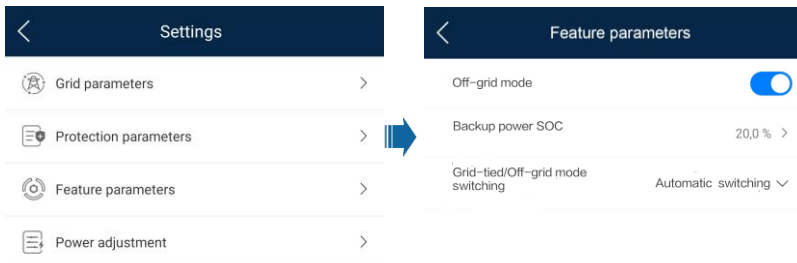 Settings
Grid parameters
Protection parameters
Feature parameters
Power adjustment
Feature parameters
Off-grid mode
Backup power SOC
20,0 %
Grid-tied/Off-grid mode
switching
Automatic switching